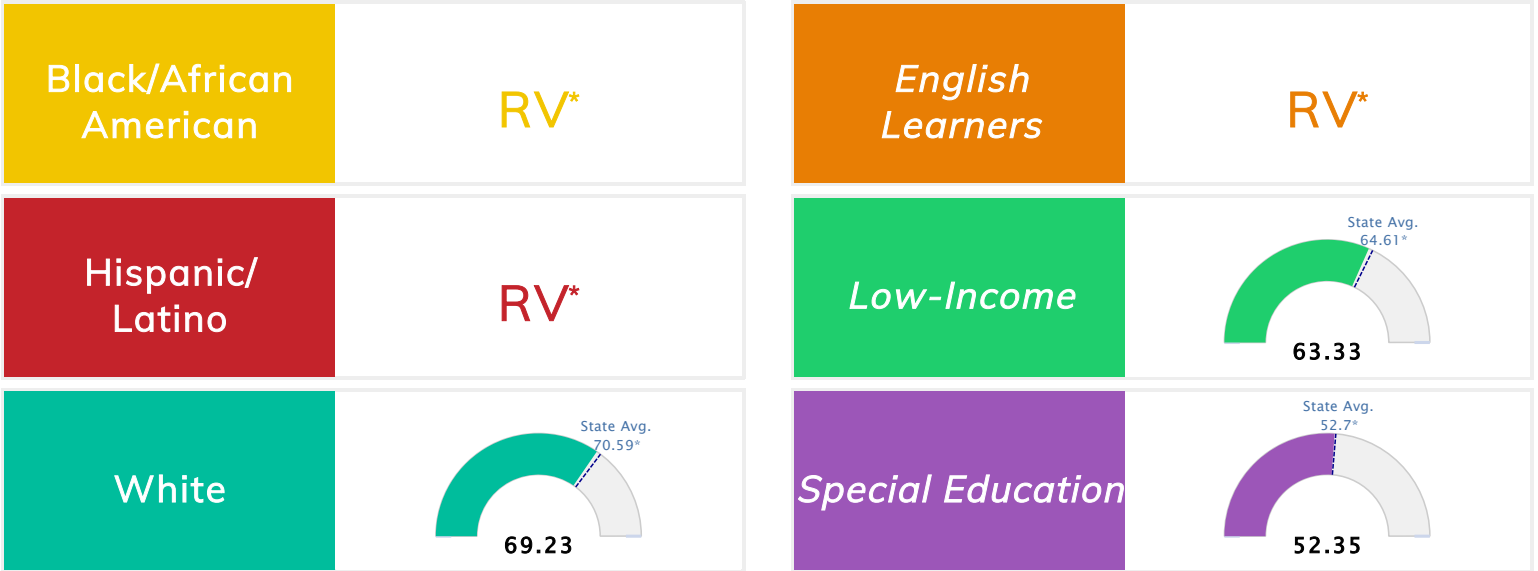 Black/African
American
RV*
English
Learners
RV*
Hispanic/
Latino
RV*
Low-Income
State Avg.
64.61*
63.33
White
State Avg.
70.59*
69.23
Special Education
State Avg.
52.7*
52.35